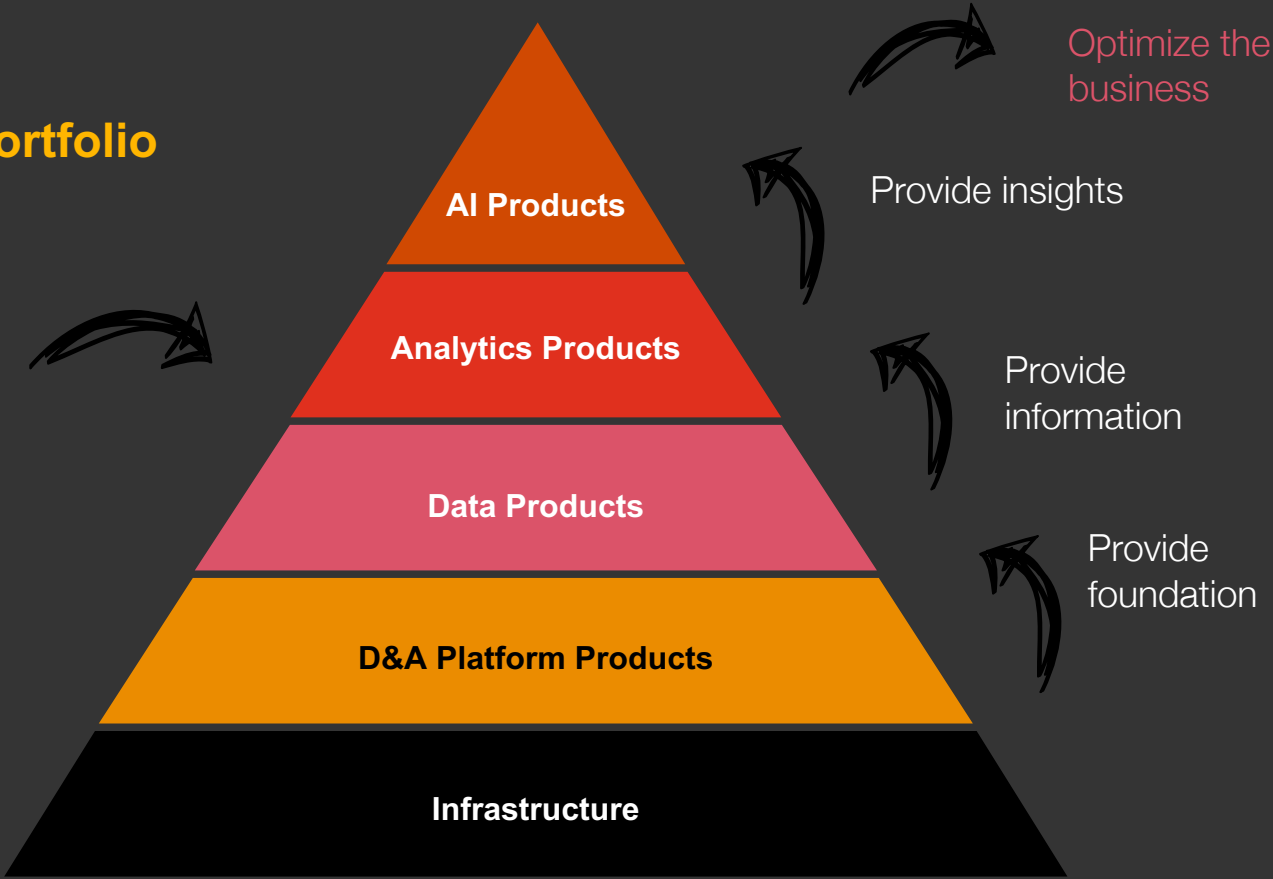 Optimize the
business
ortfolio
Provide insights
AI Products
Analytics Products
Provide
information
Data Products
Provide
foundation
D&A Platform Products
Infrastructure